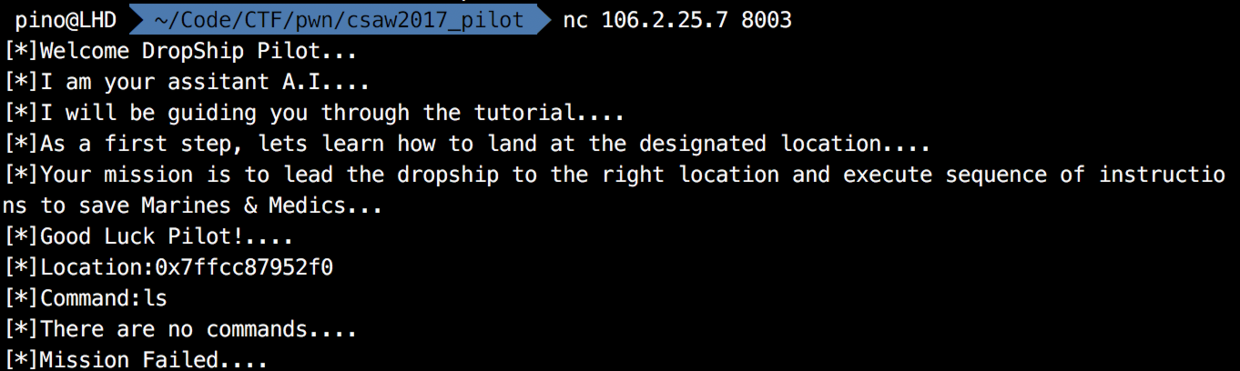 pino@LHD ~/Code/CTF/pwn/csaw2017_pilot nc 106.2.25.7 8003
[*]Welcome DropShip Pilot...
[*]I am your assitant A.I....
[*]I will be guiding you through the tutorial....
[*]As a first step, lets learn how to land at the designated location....
[*]Your mission is to lead the dropship to the right location and execute sequence of instructio
ns to save Marines & Medics...
[*]Good Luck Pilot!....
[*]Location:0x7ffcc87952f0
[*]Command:ls
[*]There are no commands....
[*]Mission Failed....